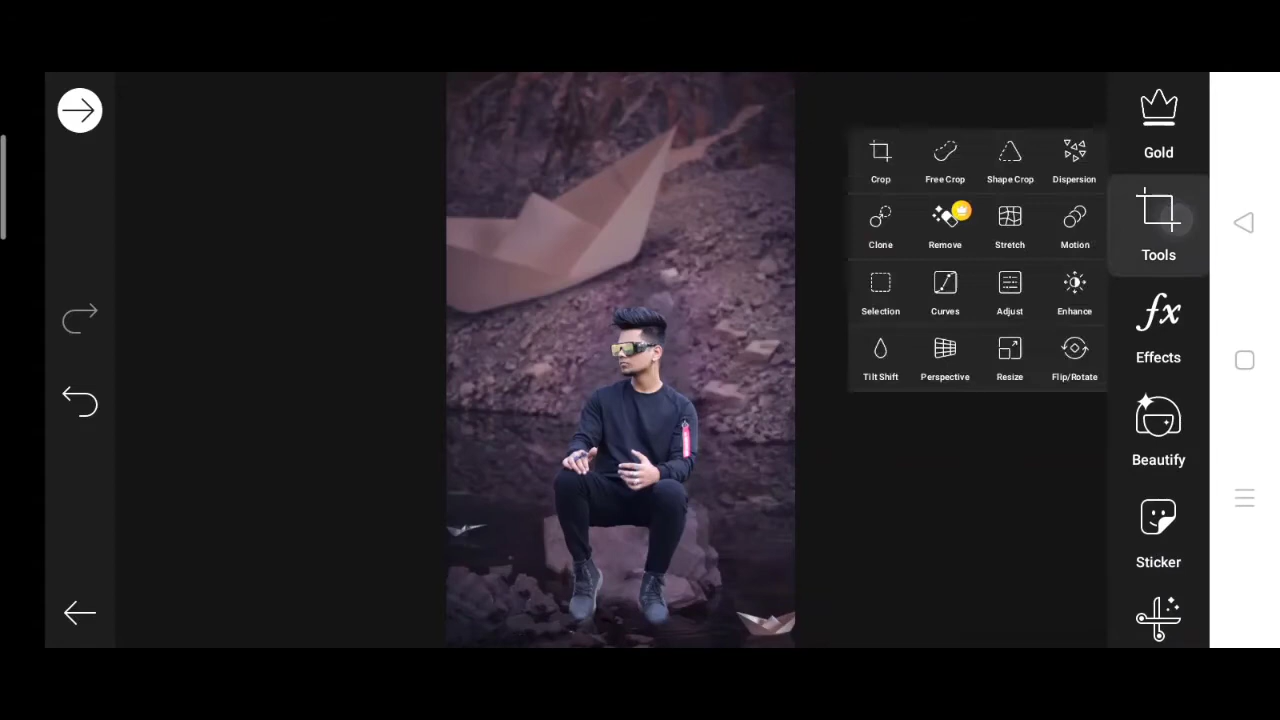 Gold
Crop Free Crop Shape Crop Dispersion
Clone Remove Stretch Motion
Tools
Selection Curves Adjust Enhance
fx
Effects
Tilt Shift Perspective Resize Flip/Rotate
Beautify
Sticker